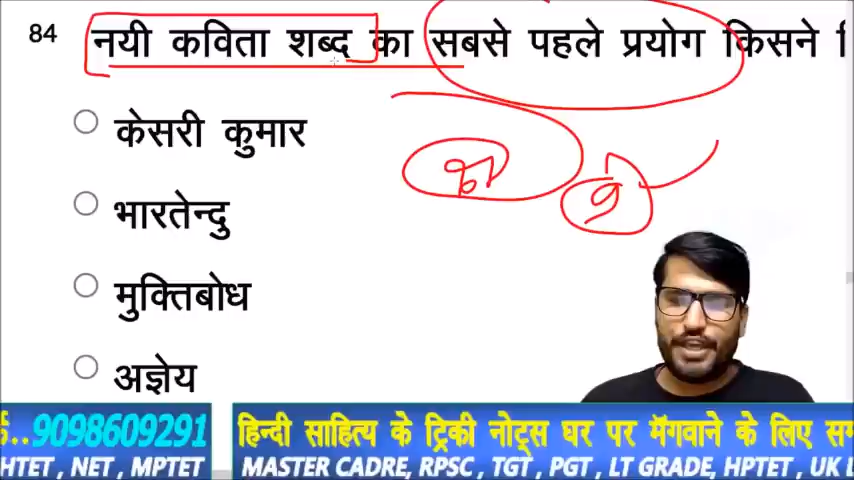 84 नयी कविता शब्द का सबसे पहले प्रयोग किसने
केसरी कुमार
भारतेन्दु
मुक्तिबोध
अज्ञेय
..9098609291 हिन्दी साहित्य के ट्रिकी नोट्स घर पर मॅगवाने के लिए
HTET , NET , MPTET MASTER CADRE, RPSC , TGT , PGT , LT GRADE, HPTET , UK